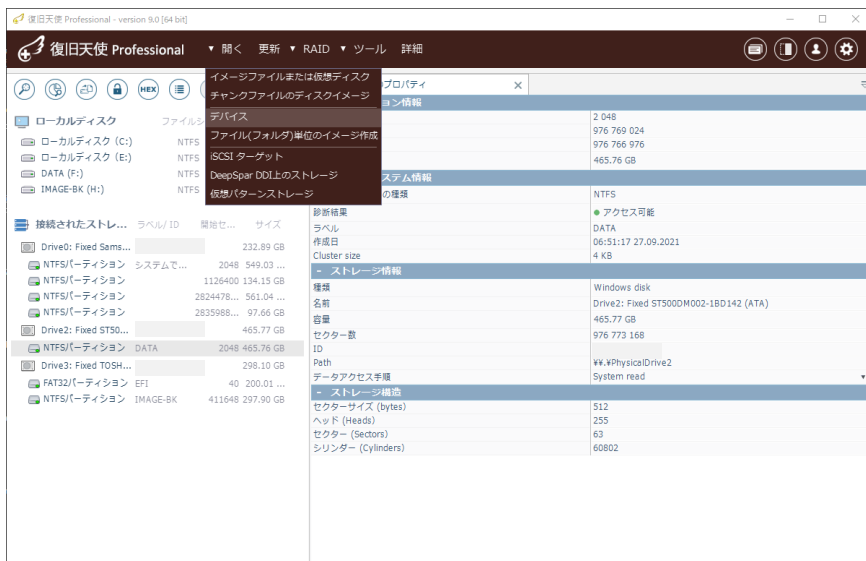 復旧天使 Professional - version 9.0 [64 bit]
復旧天使 Professional ▼ 開く 更新 ▼ RAID ▼ ツール 詳細
イメージファイルまたは仮想ディスク
チャンクファイルのディスクイメージ
デバイス
ファイル(フォルダ)単位のイメージ作成
iSCSI ターゲット
DeepSpar DDI上のストレージ
仮想パターンストレージ
HEX
ローカルディスク ファイルシ
ローカルディスク (C:) NTFS
ローカルディスク (E:) NTFS
DATA (F:) NTFS
IMAGE-BK (H:) NTFS
接続されたストレ... ラベル/ ID 開始セ... サイズ
Drive0: Fixed Sams... 232.89 GB
NTFSパーティション システムで... 2048 549.03 ...
NTFSパーティション 1126400 134.15 GB
NTFSパーティション 2824478... 561.04 ...
NTFSパーティション 2835988... 97.66 GB
Drive2: Fixed ST50... 465.77 GB
NTFSパーティション DATA 2048 465.76 GB
Drive3: Fixed TOSH... 298.10 GB
FAT32パーティション EFI 40 200.01 ...
NTFSパーティション IMAGE-BK 411648 297.90 GB
プロパティ
ョン情報
2 048
976 769 024
976 766 976
465.76 GB
ステム情報
の種類 NTFS
診断結果 アクセス可能
ラベル DATA
作成日 06:51:17 27.09.2021
Cluster size 4 KB
- ストレージ情報
種類 Windows disk
名前 Drive2: Fixed ST500DM002-1BD142 (ATA)
容量 465.77 GB
セクター数 976 773 168
ID
Path ¥¥.¥PhysicalDrive2
データアクセス手順 System read
- ストレージ構造
セクターサイズ (bytes) 512
ヘッド (Heads) 255
セクター (Sectors) 63
シリンダー (Cylinders) 60802